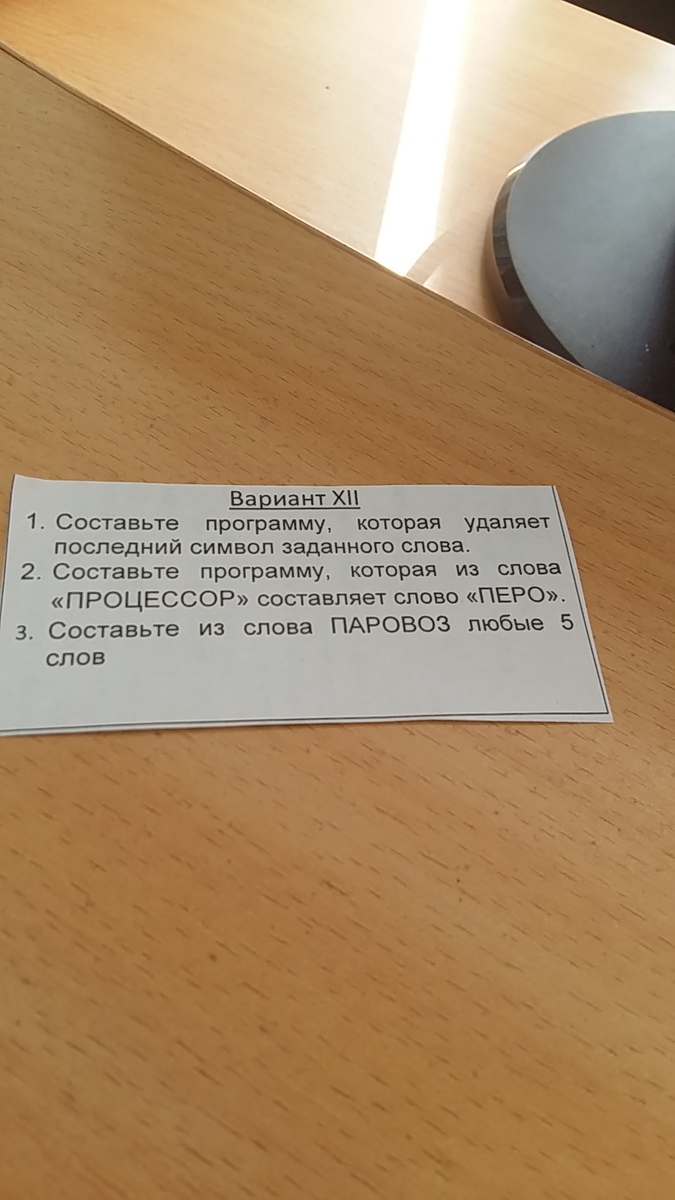 Вариант XII
1. Составьте программу, которая удаляет
последний символ заданного слова.
2. Составьте программу, которая из слова
«ПРОЦЕССОР» составляет слово «ПЕРО».
3. Составьте из слова ПАРОВОЗ любые 5
слов